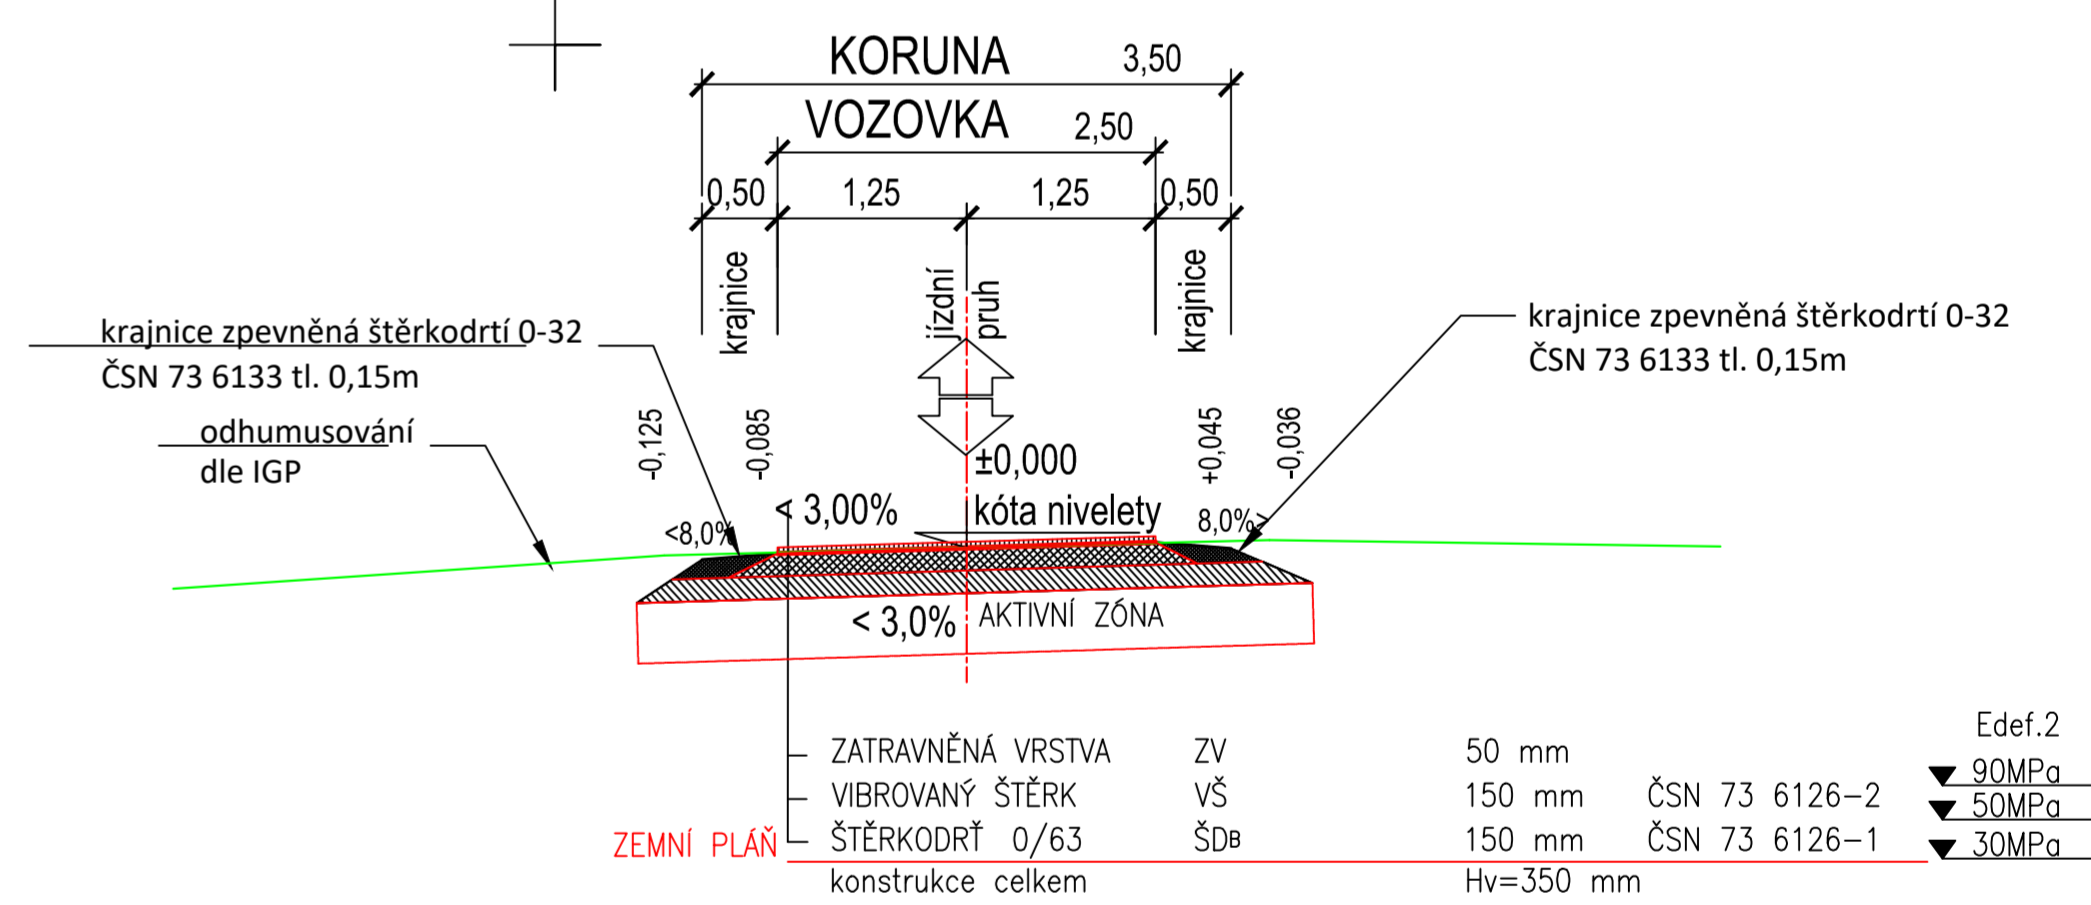 KORUNA 3,50
VOZOVKA 2,50
0,50 1,25 1,25 0,50
krajnice
jízdní
pruh
krajnice
krajnice zpevněná štěrkodrtí 0-32
ČSN 73 6133 tl. 0,15m
krajnice zpevněná štěrkodrtí 0-32
ČSN 73 6133 tl. 0,15m
odhumusování
dle IGP
-0,125
-0,085
+0,045
-0,036
±0,000
kóta nivelety
<8,0%
< 3,00%
8,0%>
< 3,0%
AKTIVNÍ ZÓNA
Edef.2
ZATRAVNĚNÁ VRSTVA ZV 50 mm
90MPa
VIBROVANÝ ŠTĚRK VŠ 150 mm ČSN 73 6126-2
50MPa
ZEMNÍ PLÁŇ
ŠTĚRKODRŤ 0/63 ŠDB 150 mm ČSN 73 6126-1
30MPa
konstrukce celkem Hv=350 mm